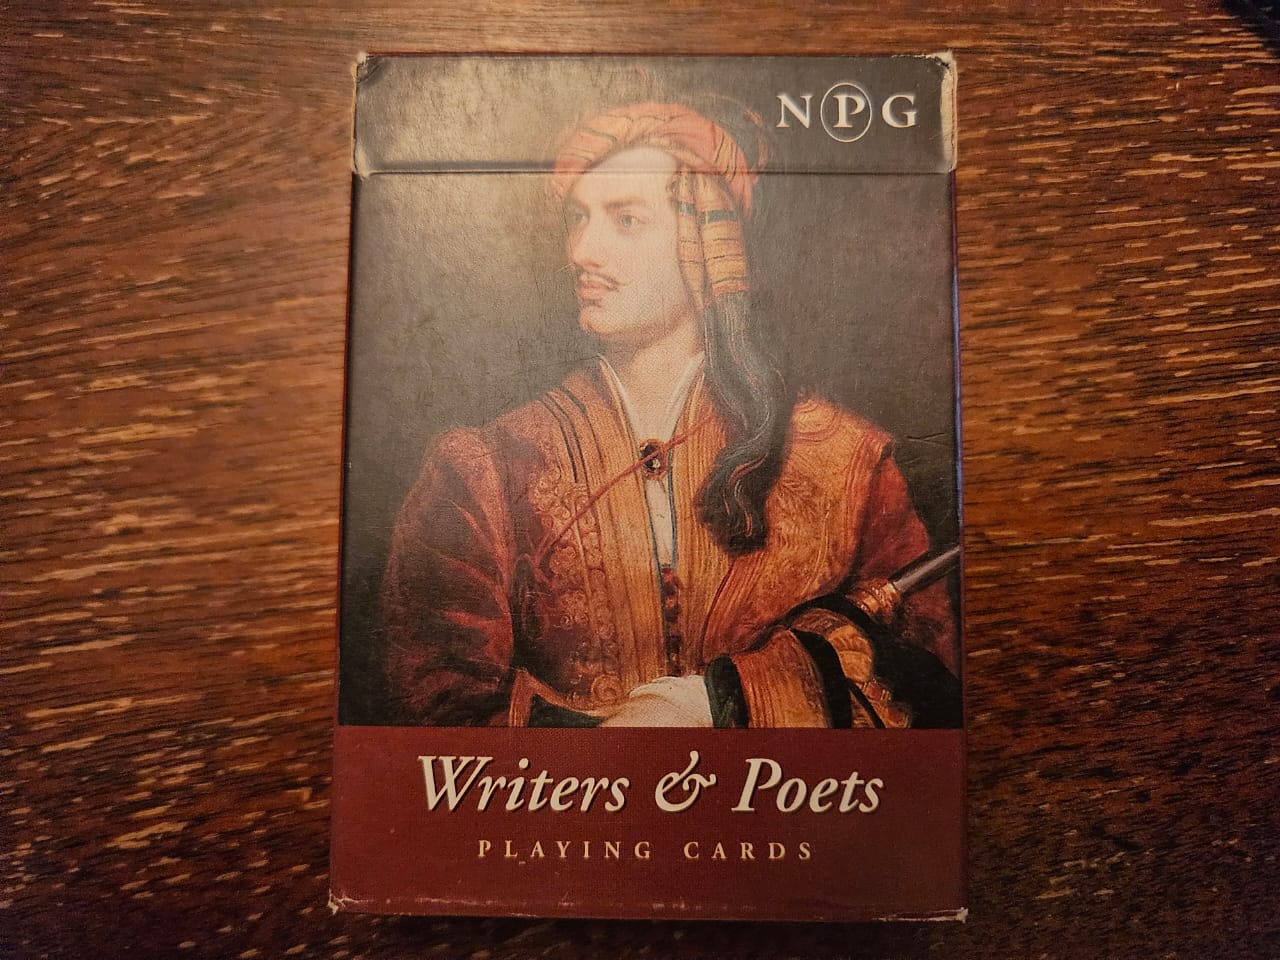 NPG
Writers & Poets
PLAYING CARDS